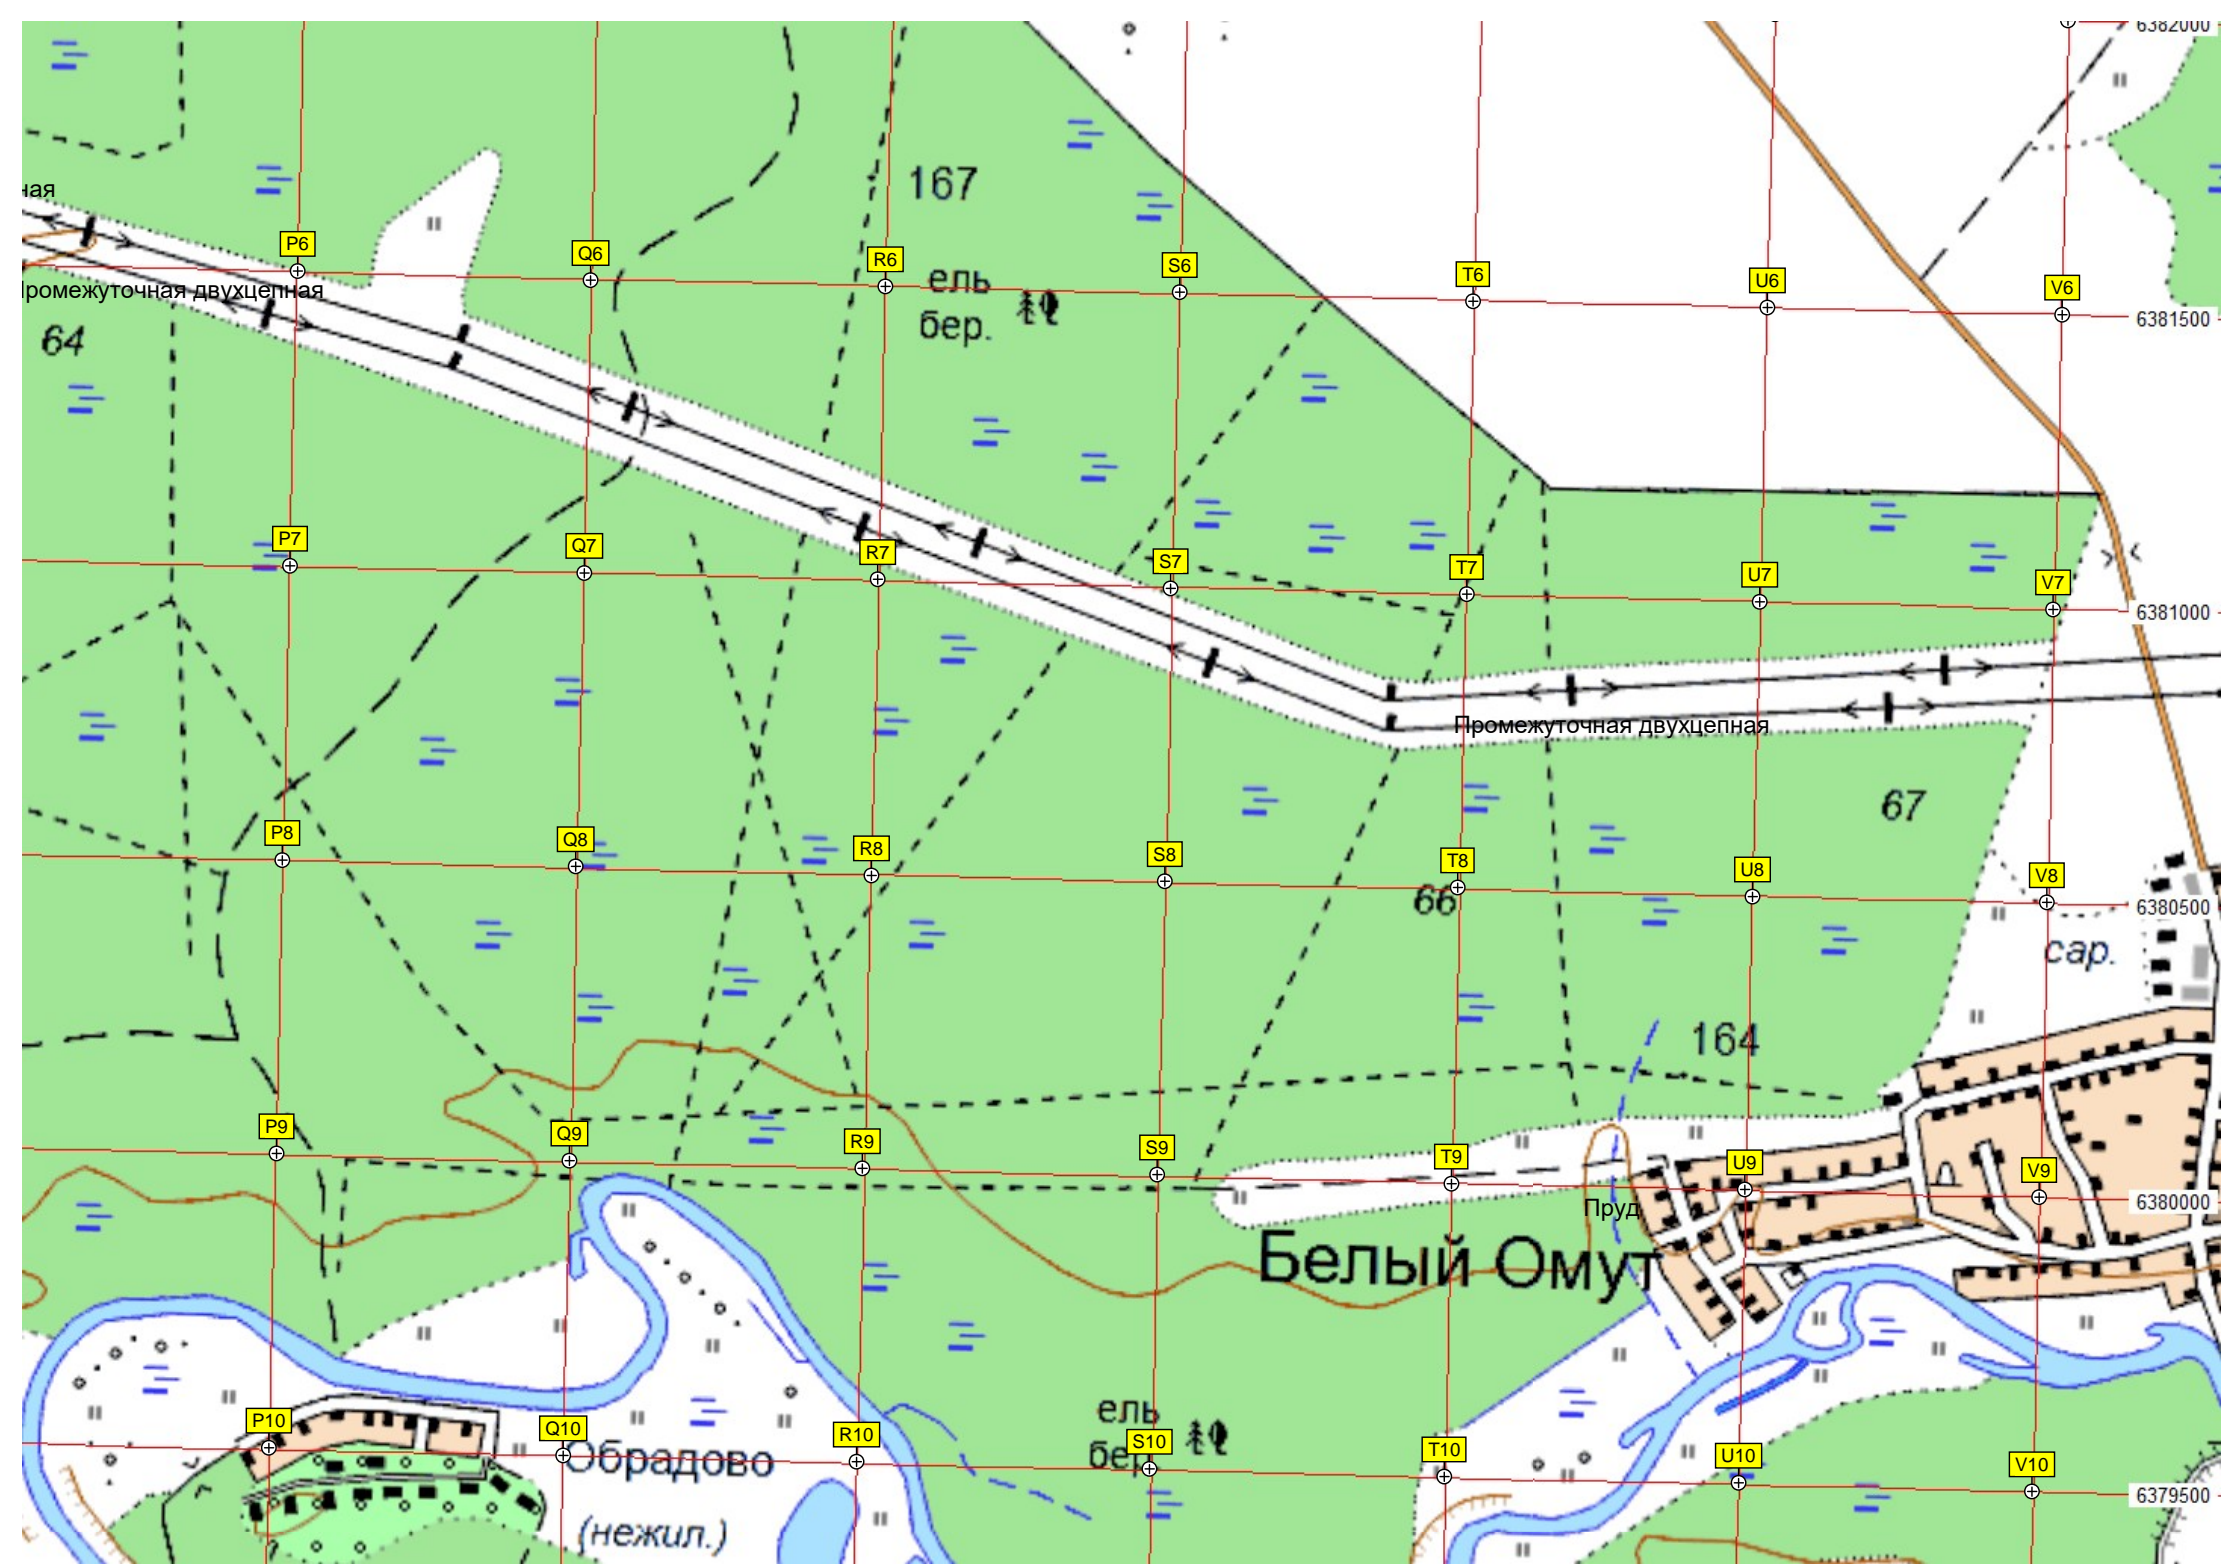 6382000
167
ная
P6
Q6
R6
S6
T6
U6
V6
ель
бер.
Промежуточная двухцепная
64
6381500
P7
Q7
R7
S7
T7
U7
V7
6381000
Промежуточная двухцепная
67
P8
Q8
R8
S8
T8
U8
V8
66
6380500
сар.
164
P9
Q9
R9
S9
T9
U9
V9
6380000
Пруд
Белый Омут
ель
бер.
P10
Q10
R10
S10
T10
U10
V10
Обрадово
(нежил.)
6379500